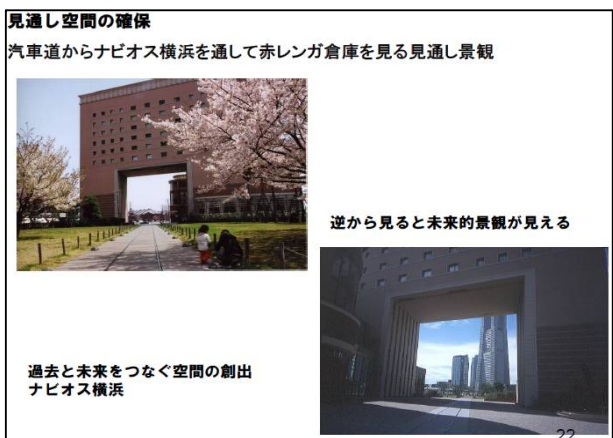 見通し空間の確保
汽車道からナビオス横浜を通して赤レンガ倉庫を見る見通し景観
逆から見ると未来的景観が見える
過去と未来をつなぐ空間の創出
ナビオス横浜
22